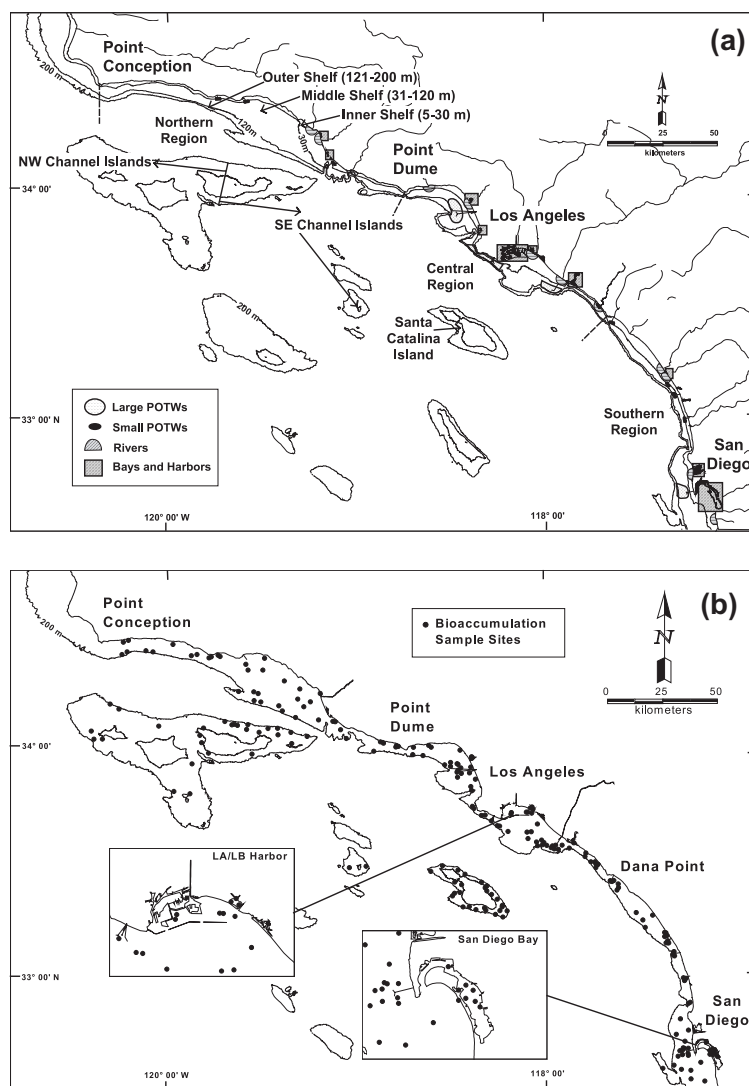 (a)
Point
Conception
200 m
Outer Shelf (121-200 m)
Middle Shelf (31-120 m)
Inner Shelf (5-30 m)
Northern
Region
120m
30m
N
0 25 50
kilometers
NW Channel Islands
Point
Dume
34° 00' N
SE Channel Islands
Los Angeles
Central
Region
200 m
Santa
Catalina
Island
Large POTWs
Small POTWs
Rivers
Bays and Harbors
33° 00' N
Southern
Region
San
Diego
120° 00' W
118° 00' W
(b)
Point
Conception
Bioaccumulation
Sample Sites
200 m
N
0 25 50
kilometers
Point
Dume
34° 00' N
Los Angeles
LA/LB Harbor
Dana Point
San Diego Bay
33° 00' N
San
Diego
120° 00' W
118° 00' W